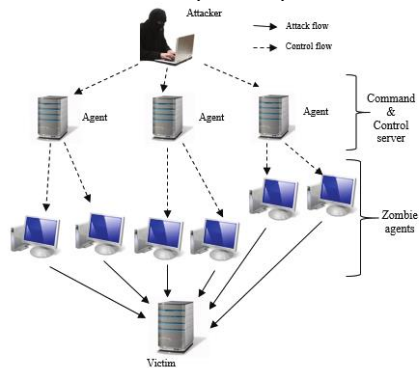 Attacker
Attack flow
Control flow
Agent
Agent
Agent
Command
&
Control
server
Zombie
agents
Victim